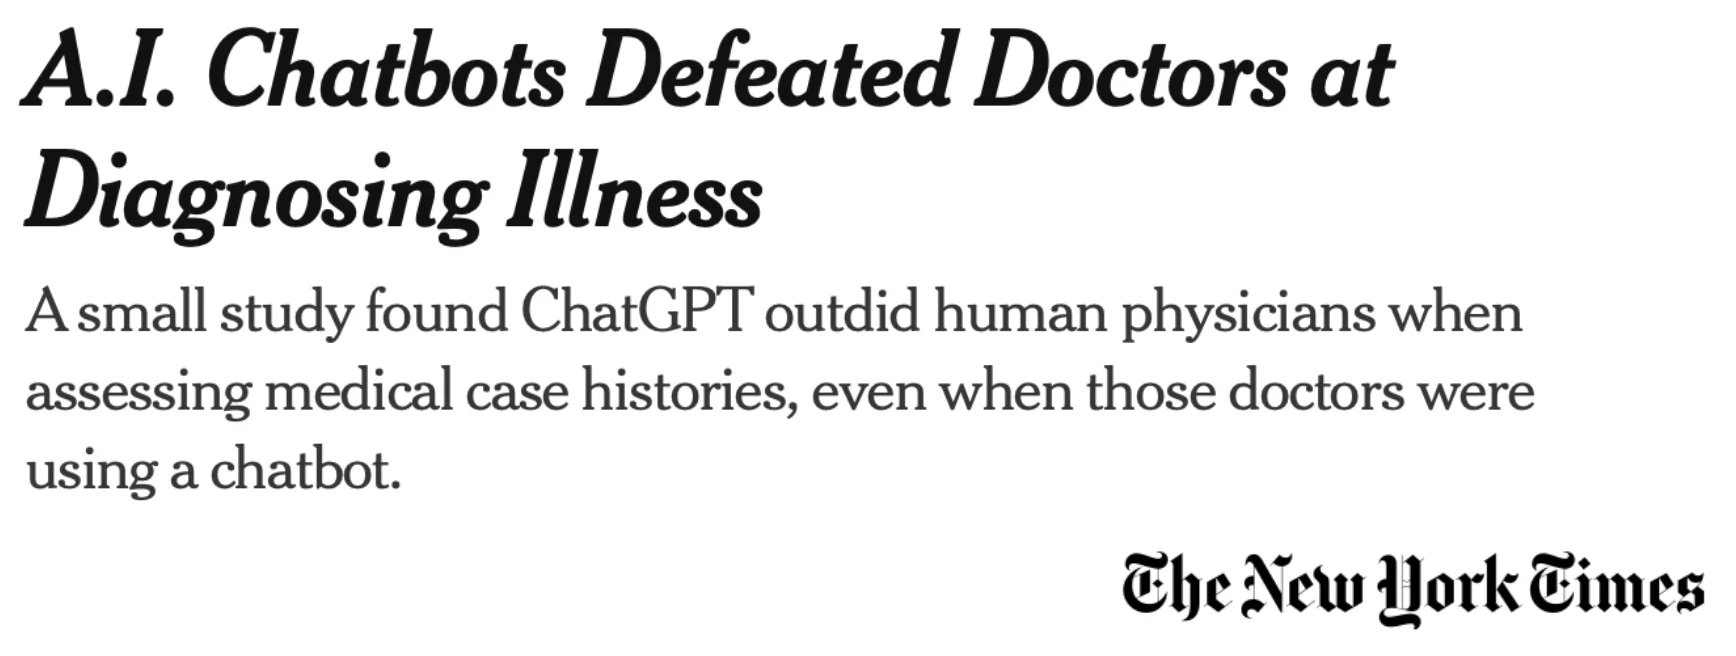 A.I. Chatbots Defeated Doctors at
Diagnosing Illness
A small study found ChatGPT outdid human physicians when
assessing medical case histories, even when those doctors were
using a chatbot.
The New York Times